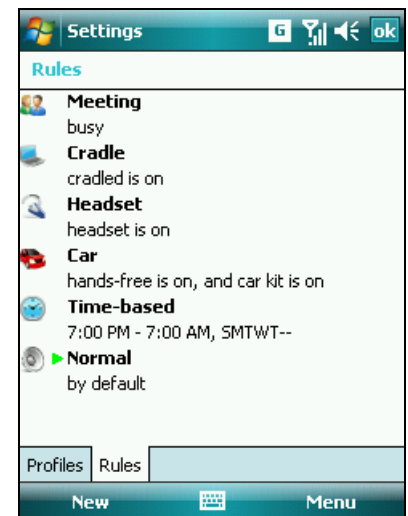 Settings G ok
Rules
Meeting
busy
Cradle
cradled is on
Headset
headset is on
Car
hands-free is on, and car kit is on
Time-based
7:00 PM - 7:00 AM, SMTWT--
Normal
by default
Profiles Rules
New Menu